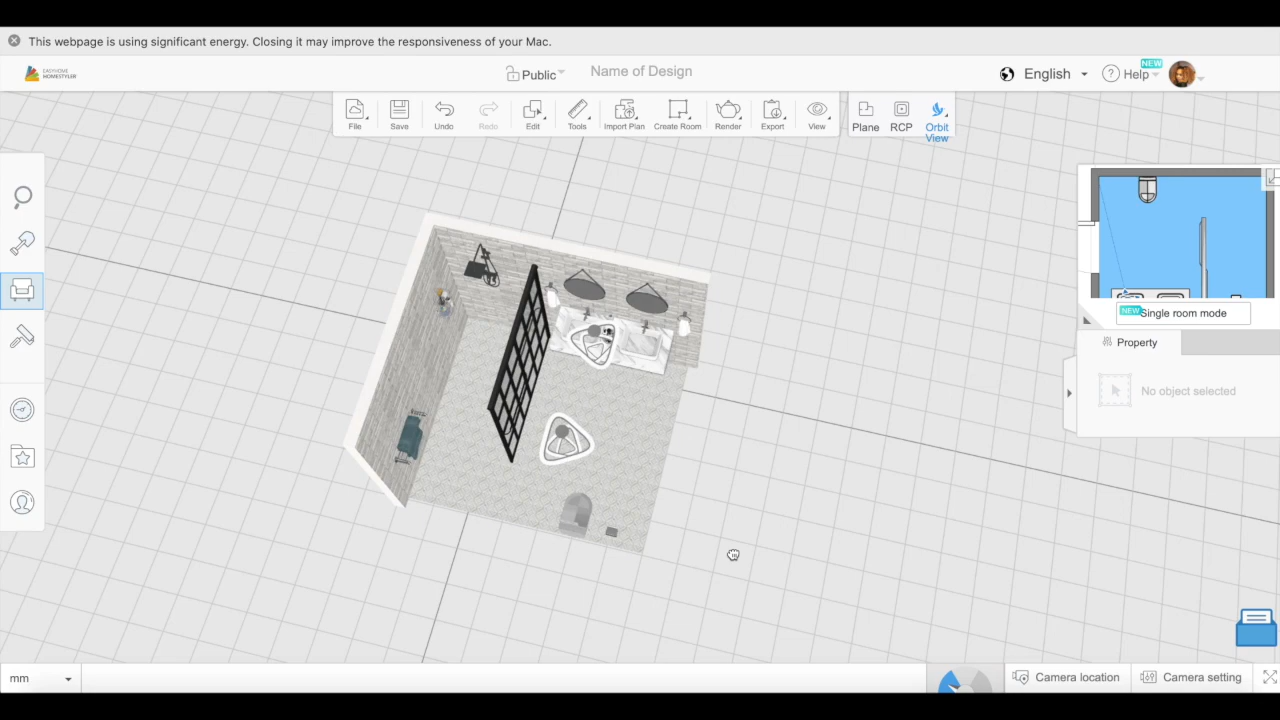 This webpage is using significant energy. Closing it may improve the responsiveness of your Mac.
EASYHOME
HOMESTYLER
Public
Name of Design
English
NEW
Help
File
Save
Undo
Redo
Edit
Tools
Import Plan
Create Room
Render
Export
View
Plane
RCP
Orbit
View
NEW
Single room mode
Property
No object selected
mm
Camera location
Camera setting